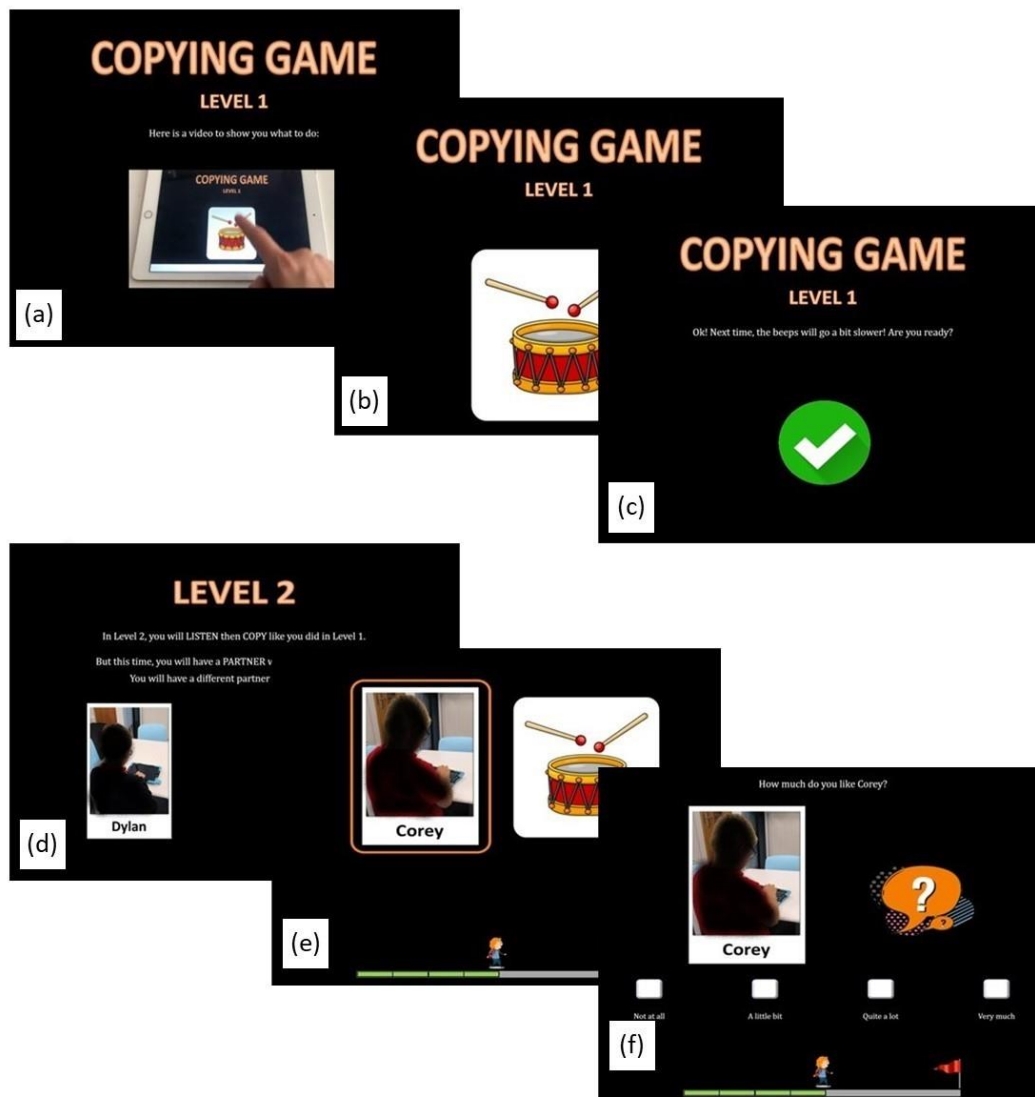 COPYING GAME
LEVEL 1
Here is a video to show you what to do:
COPYING GAME
LEVEL 1
(a)
COPYING GAME
LEVEL 1
(b)
COPYING GAME
LEVEL 1
Ok! Next time, the beeps will go a bit slower! Are you ready?
(c)
LEVEL 2
In Level 2, you will LISTEN then COPY like you did in Level 1.
But this time, you will have a PARTNER
You will have a different partner
Dylan
(d)
Corey
(e)
How much do you like Corey?
?
?
Corey
Not at all
A little bit
Quite a lot
Very much
(f)